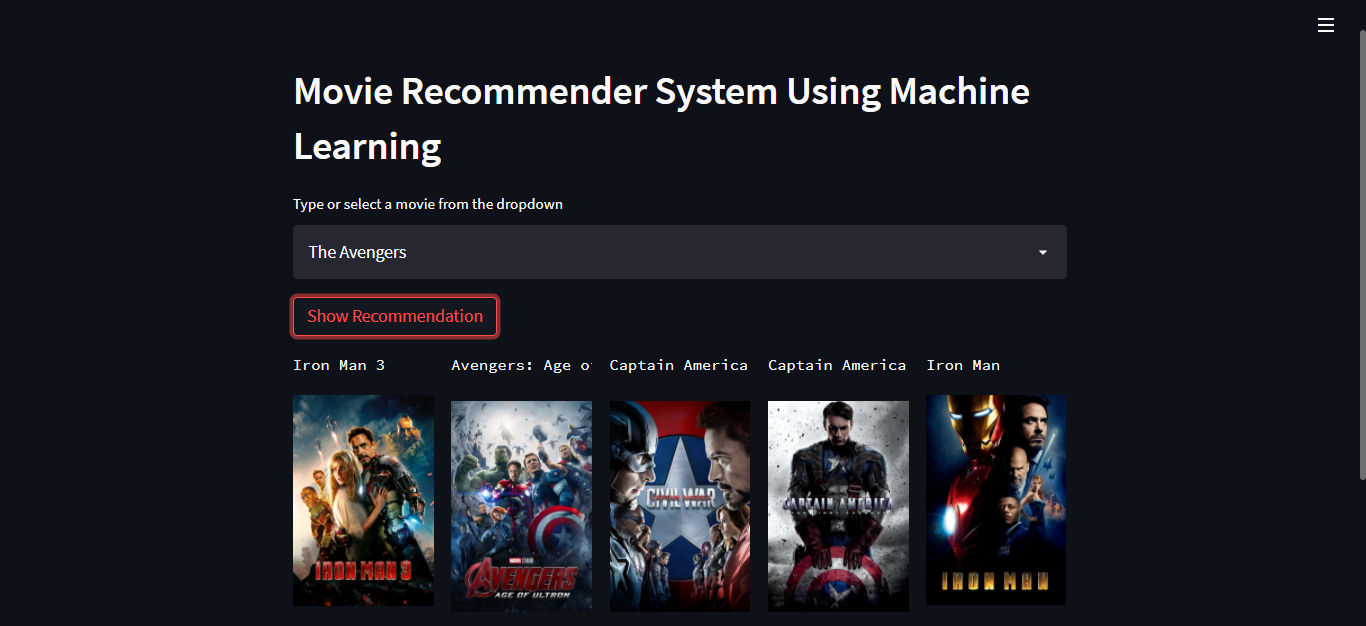 Movie Recommender System Using Machine
Learning
Type or select a movie from the dropdown
The Avengers
Show Recommendation
Iron Man 3
Avengers: Age o
Captain America
Captain America
Iron Man
IRON MAN 3
MARVEL STUDIOS
AVENGERS
AGE OF ULTRON
CIVIL WAR
CAPTAIN AMERICA
IRON MAN